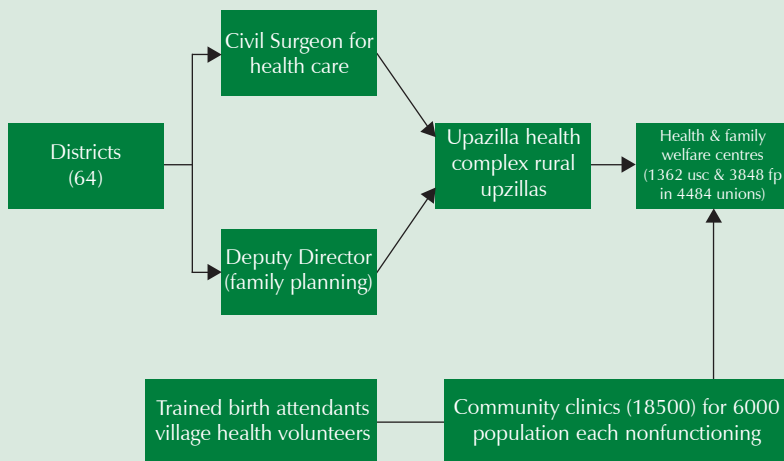 Civil Surgeon for
health care
Districts
(64)
Upazilla health
complex rural
upzillas
Health & family
welfare centres
(1362 usc & 3848 fp
in 4484 unions)
Deputy Director
(family planning)
Trained birth attendants
village health volunteers
Community clinics (18500) for 6000
population each nonfunctioning